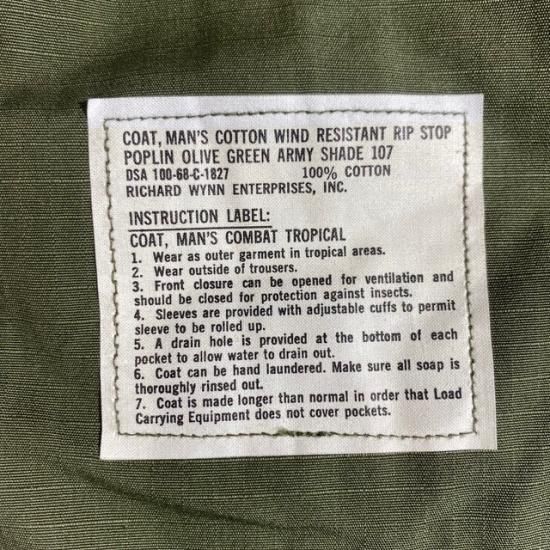 COAT, MAN'S COTTON WIND RESISTANT RIP STOP
POPLIN OLIVE GREEN ARMY SHADE 107
DSA 100-68-C-1827 100% COTTON
RICHARD WYNN ENTERPRISES, INC.
INSTRUCTION LABEL:
COAT, MAN'S COMBAT TROPICAL
1. Wear as outer garment in tropical areas.
2. Wear outside of trousers.
3. Front closure can be opened for ventilation and
should be closed for protection against insects.
4. Sleeves are provided with adjustable cuffs to permit
sleeve to be rolled up.
5. A drain hole is provided at the bottom of each
pocket to allow water to drain out.
6. Coat can be hand laundered. Make sure all soap is
thoroughly rinsed out.
7. Coat is made longer than normal in order that Load
Carrying Equipment does not cover pockets.